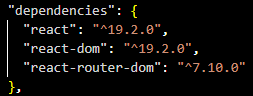 "dependencies": {
"react": "^19.2.0",
"react-dom": "^19.2.0",
"react-router-dom": "^7.10.0"
},